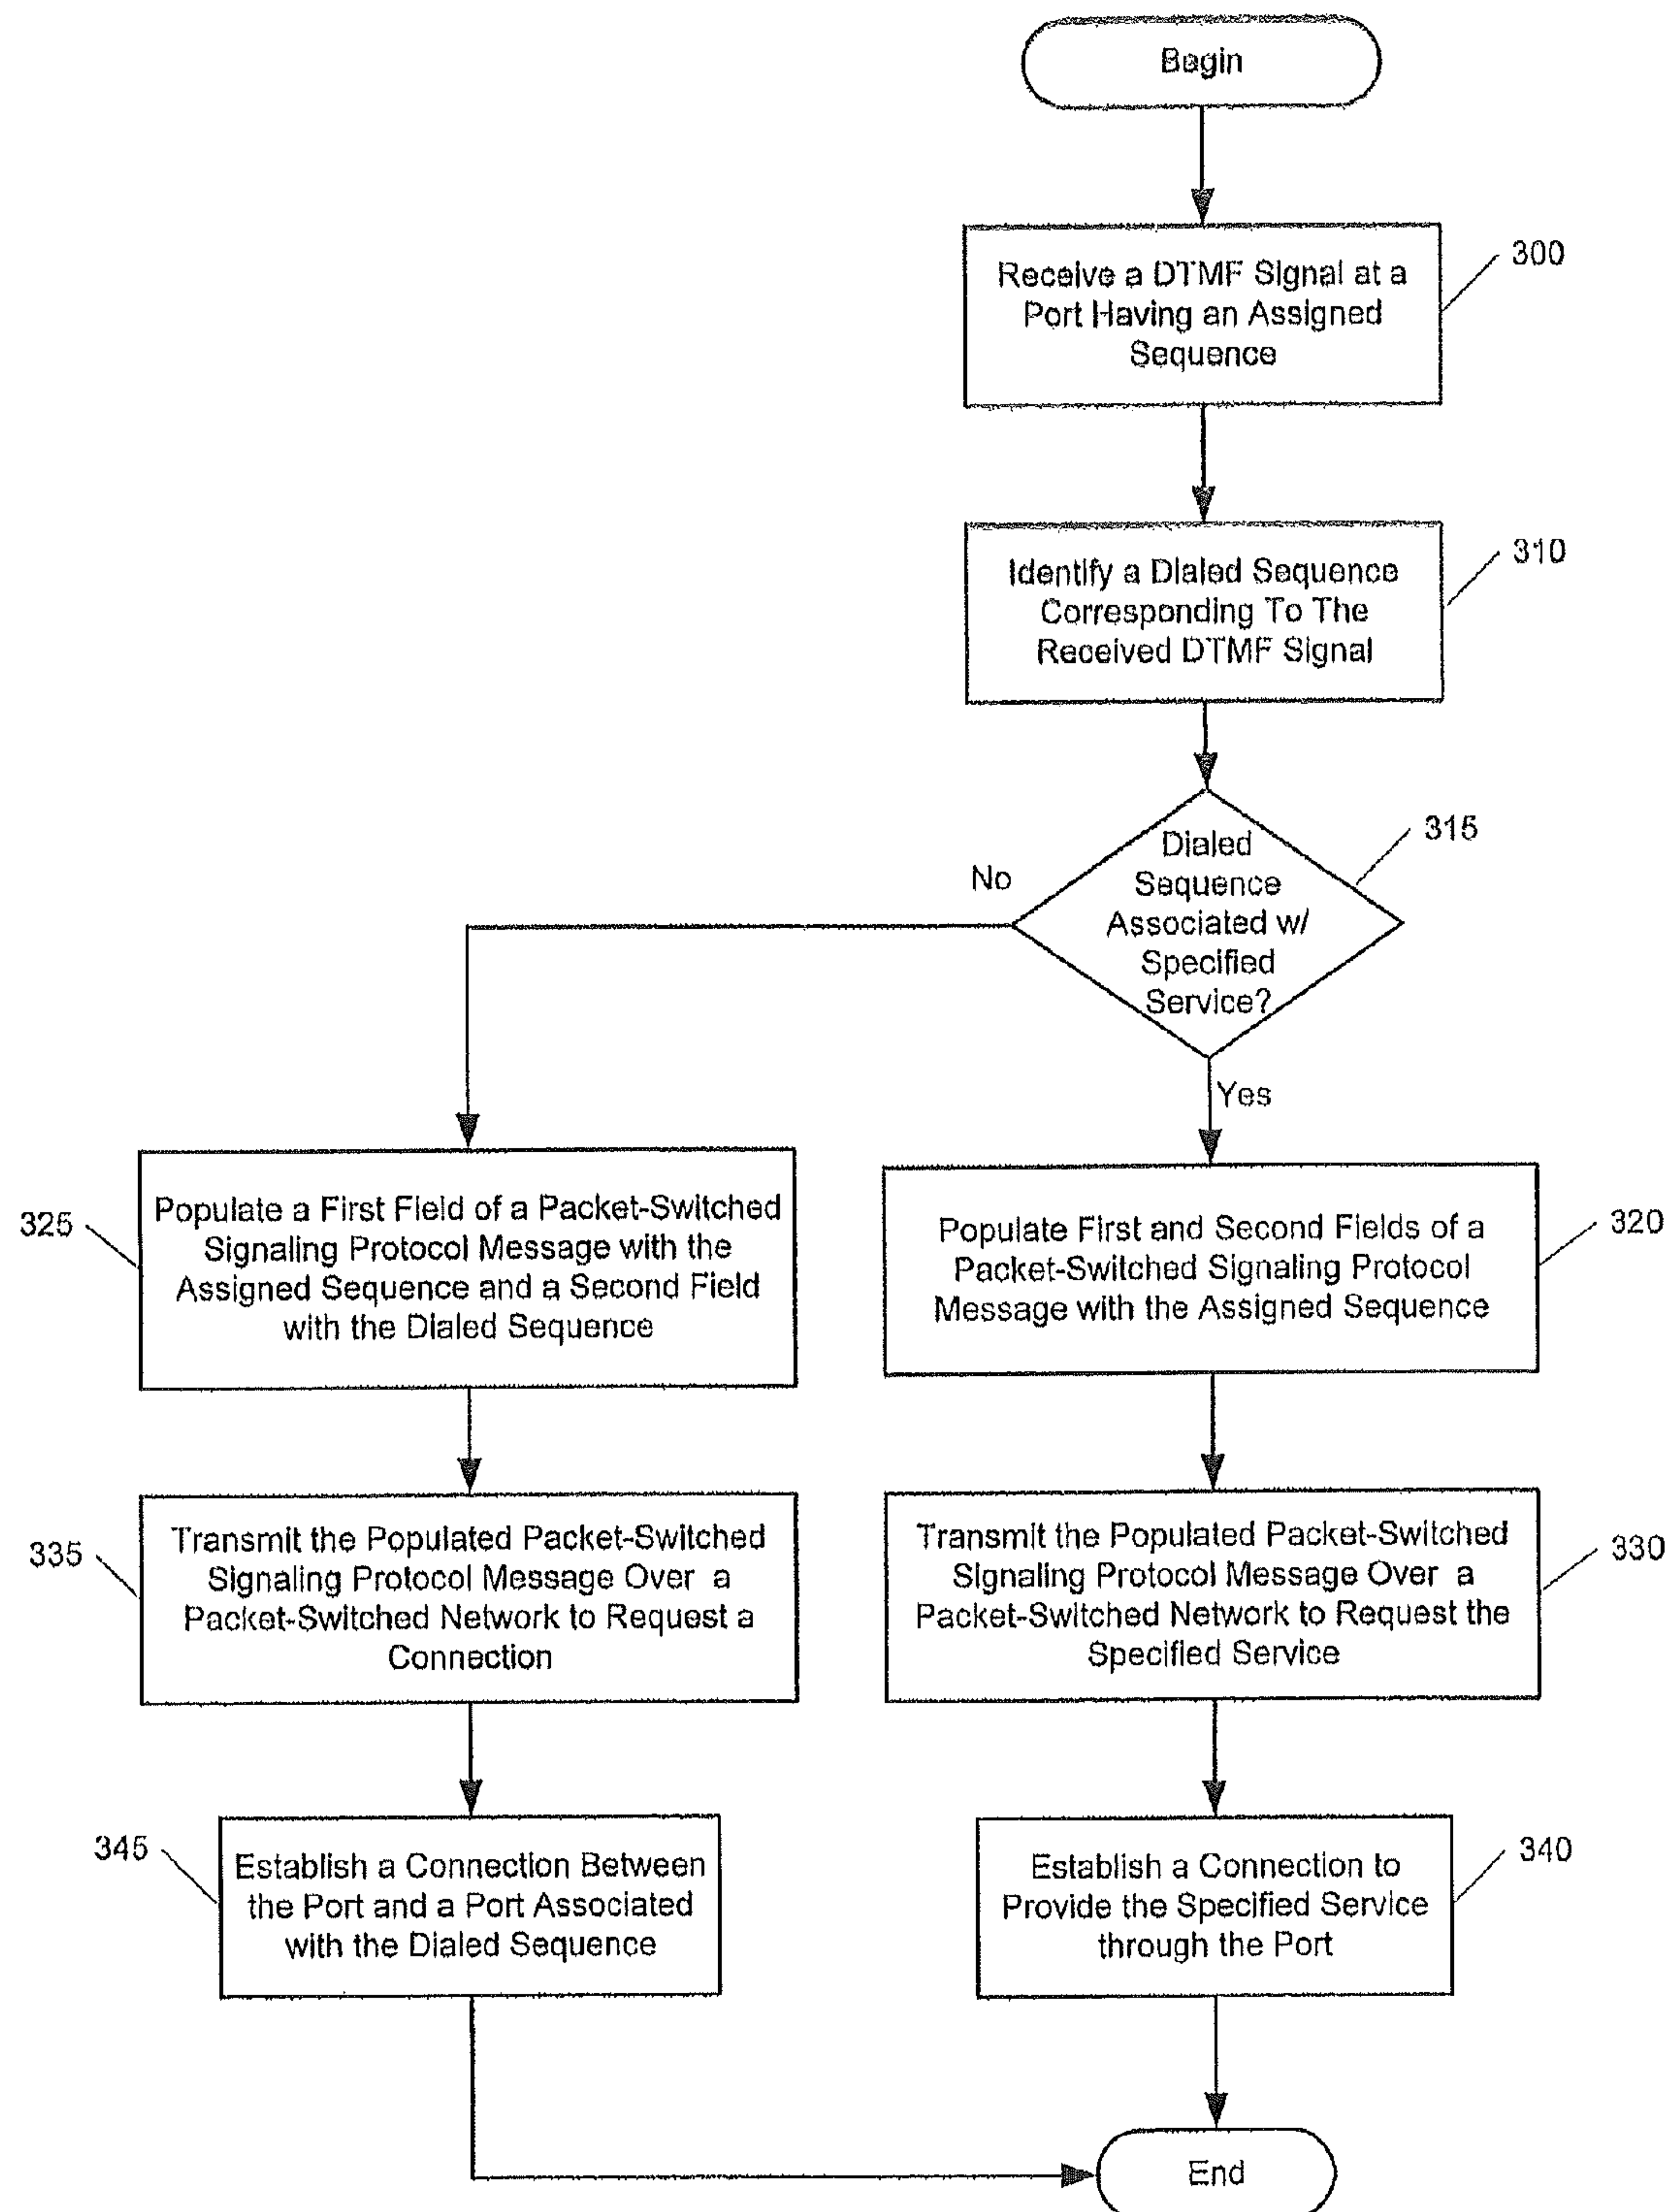 Begin
Receive a DTMF Signal at a
Port Having an Assigned
Sequence
300
Identify a Dialed Sequence
Corresponding To The
Received DTMF Signal
310
Dialed
Sequence
Associated w/
Specified
Service?
315
No
Yes
325
Populate a First Field of a Packet-Switched
Signaling Protocol Message with the
Assigned Sequence and a Second Field
with the Dialed Sequence
Populate First and Second Fields of a
Packet-Switched Signaling Protocol
Message with the Assigned Sequence
320
335
Transmit the Populated Packet-Switched
Signaling Protocol Message Over a
Packet-Switched Network to Request a
Connection
Transmit the Populated Packet-Switched
Signaling Protocol Message Over a
Packet-Switched Network to Request the
Specified Service
330
345
Establish a Connection Between
the Port and a Port Associated
with the Dialed Sequence
Establish a Connection to
Provide the Specified Service
through the Port
340
End